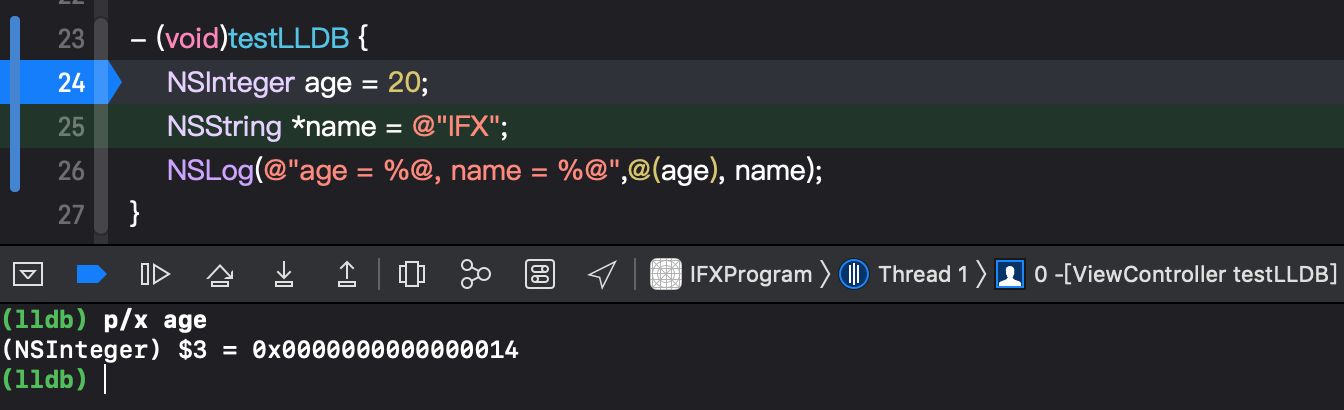 22
23 - (void)testLLDB {
24 NSInteger age = 20;
25 NSString *name = @"IFX";
26 NSLog(@"age = %@, name = %@",@(age), name);
27 }
IFXProgram 〉 Thread 1 〉 0 -[ViewController testLLDB]
(lldb) p/x age
(NSInteger) $3 = 0x0000000000000014
(lldb)